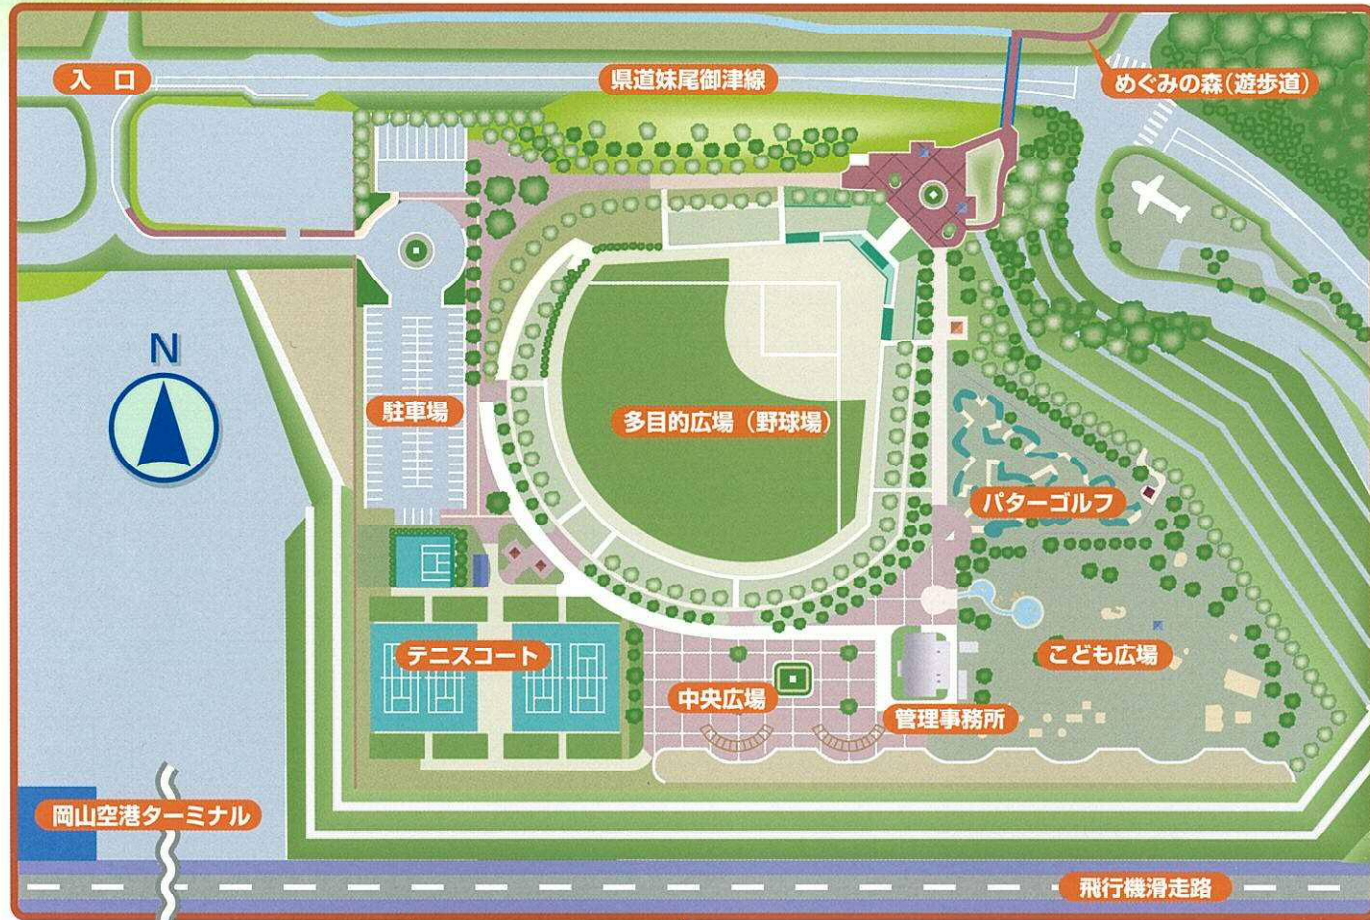 入 口
県道妹尾御津線
めぐみの森(遊歩道)
N
駐車場
多目的広場(野球場)
パターゴルフ
テニスコート
こども広場
中央広場
管理事務所
岡山空港ターミナル
飛行機滑走路